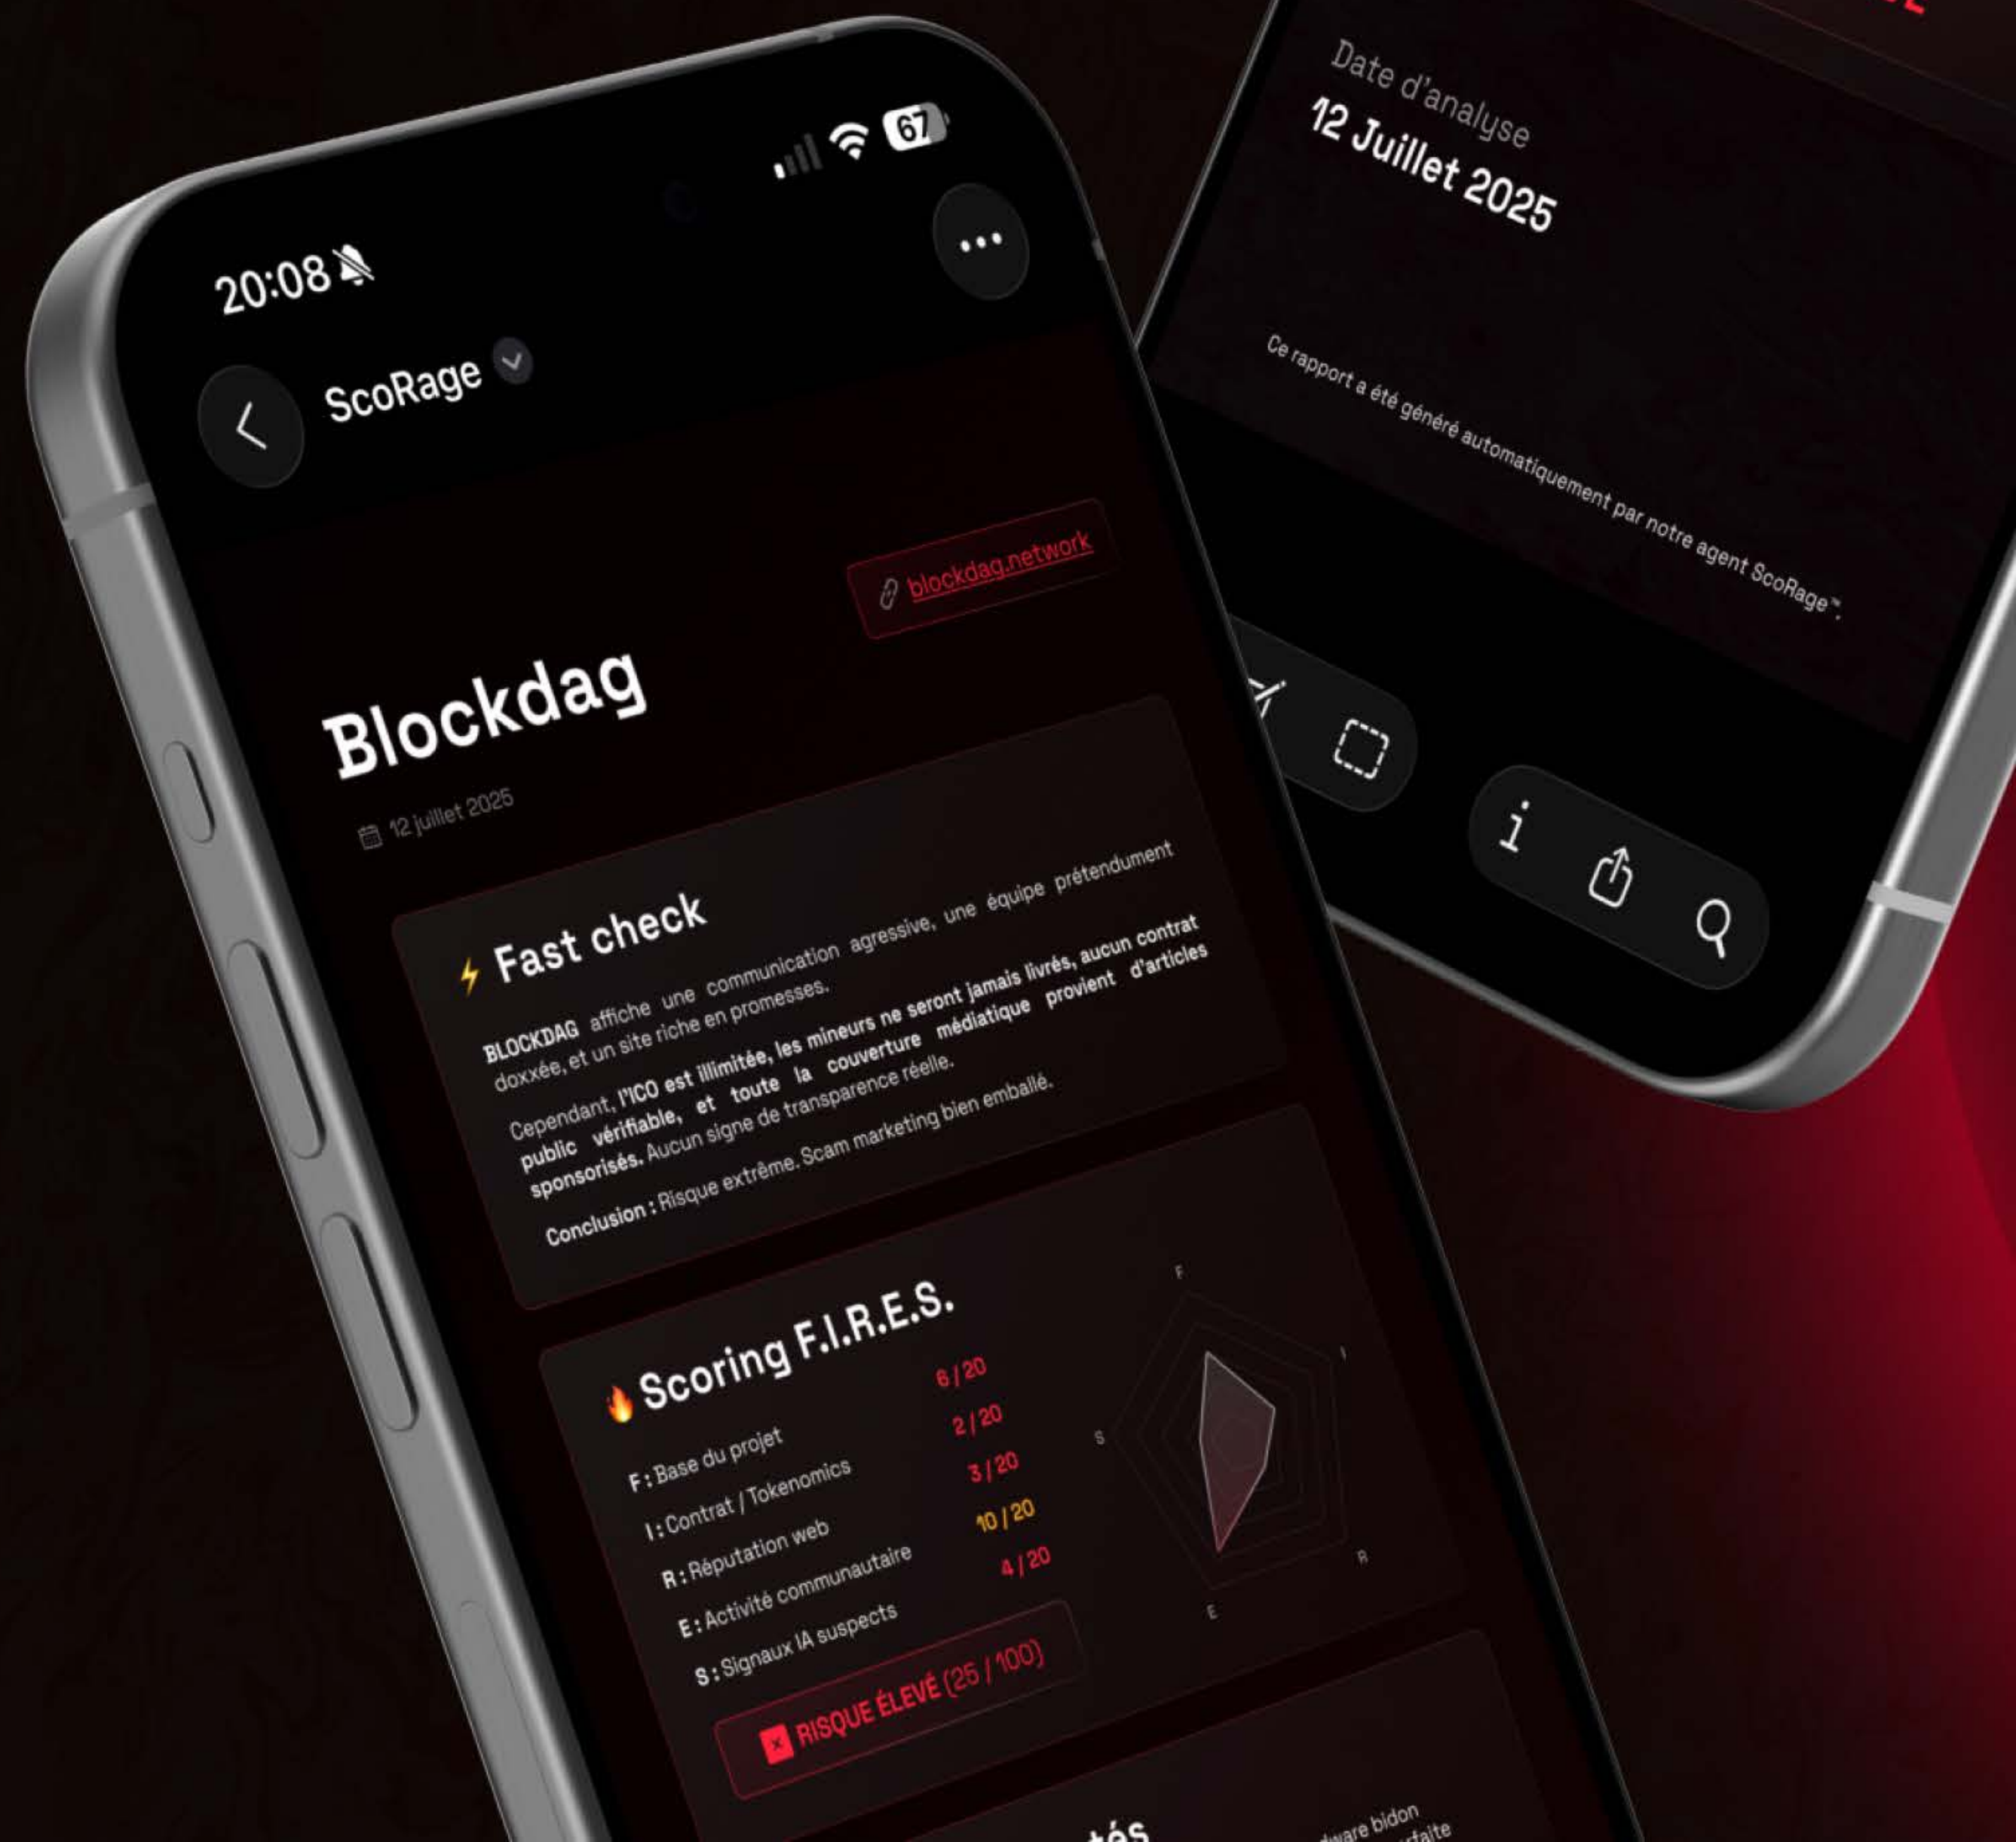 20:08
67
ScoRage
blockdag.network
Blockdag
12 juillet 2025
Fast check
BLOCKDAG affiche une communication agressive, une équipe prétendument
doxxée, et un site riche en promesses.
Cependant, l'ICO est illimitée, les mineurs ne seront jamais livrés, aucun contrat
public vérifiable, et toute la couverture médiatique provient d'articles
sponsorisés. Aucun signe de transparence réelle.
Conclusion : Risque extrême. Scam marketing bien emballé.
Scoring F.I.R.E.S.
F : Base du projet 6 / 20
I : Contrat / Tokenomics 2 / 20
R : Réputation web 3 / 20
E : Activité communautaire 10 / 20
S : Signaux IA suspects 4 / 20
RISQUE ÉLEVÉ (25 / 100)
F
I
R
E
S
bidon
Date d'analyse
12 Juillet 2025
Ce rapport a été généré automatiquement par notre agent ScoRage™.